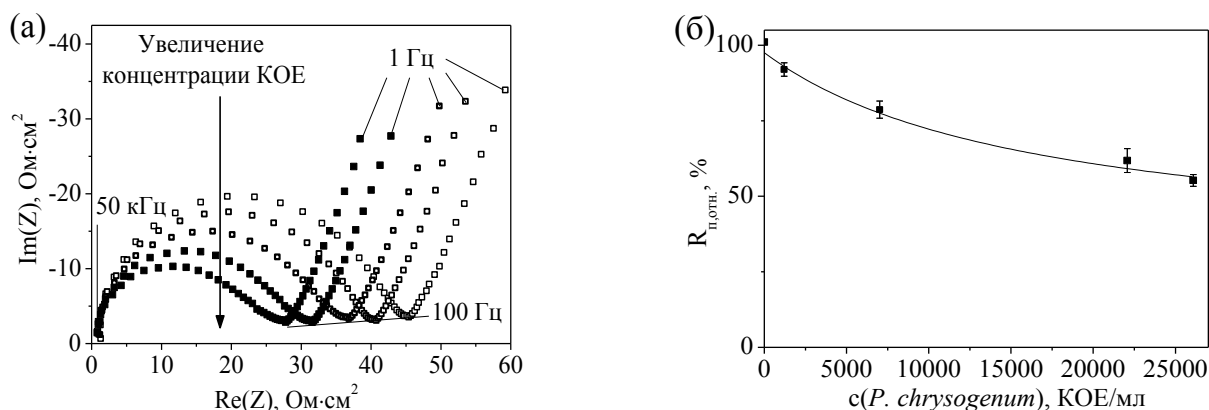 (а)
Увеличение
концентрации КОЕ
1 Гц
50 кГц
100 Гц
-40
-30
-20
-10
0
Im(Z), Ом·см²
0 10 20 30 40 50 60
Re(Z), Ом·см²
(б)
100
50
0
Rп,отн., %
0 5000 10000 15000 20000 25000
с(P. chrysogenum), КОЕ/мл